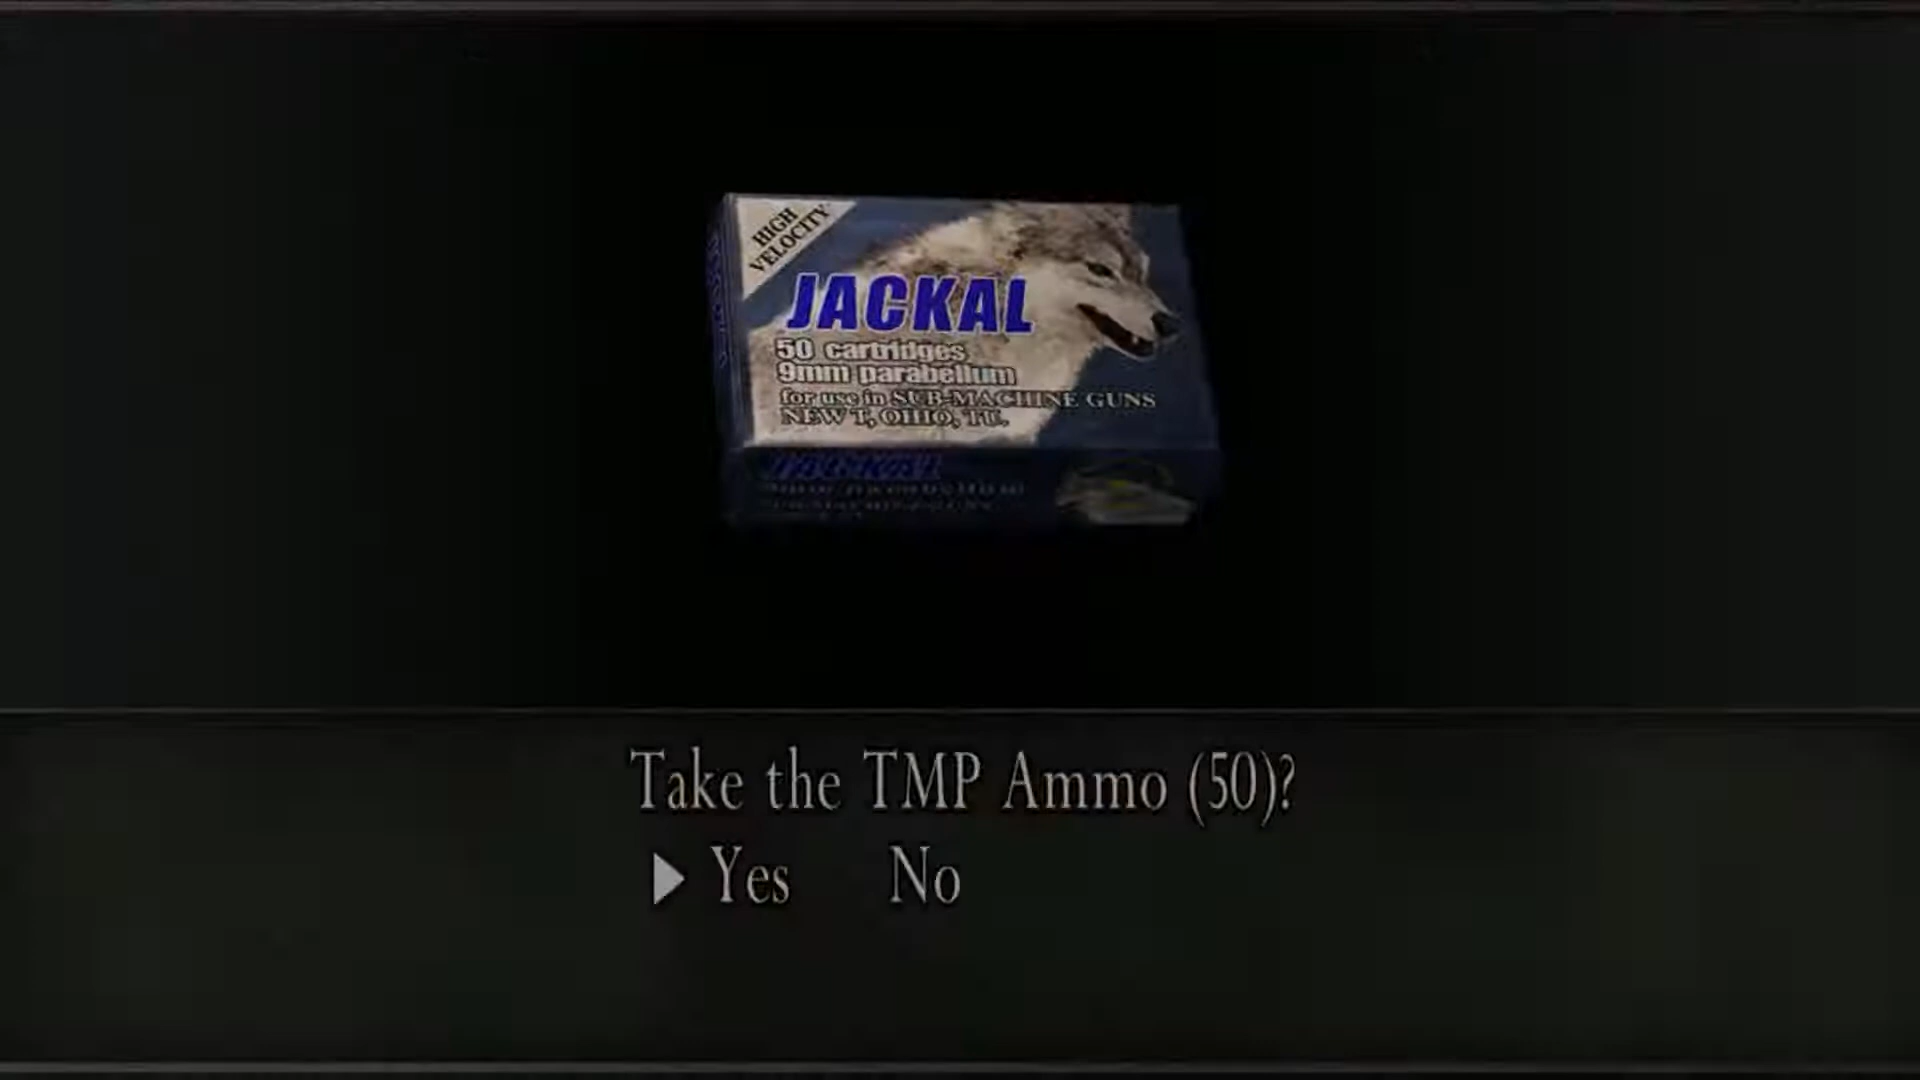 HIGH
VELOCITY
JACKAL
50 cartridges
9mm parabellum
for use in SUB-MACHINE GUNS
NEW T, OHIO, TU.
JACKAL
Take the TMP Ammo (50)?
Yes No